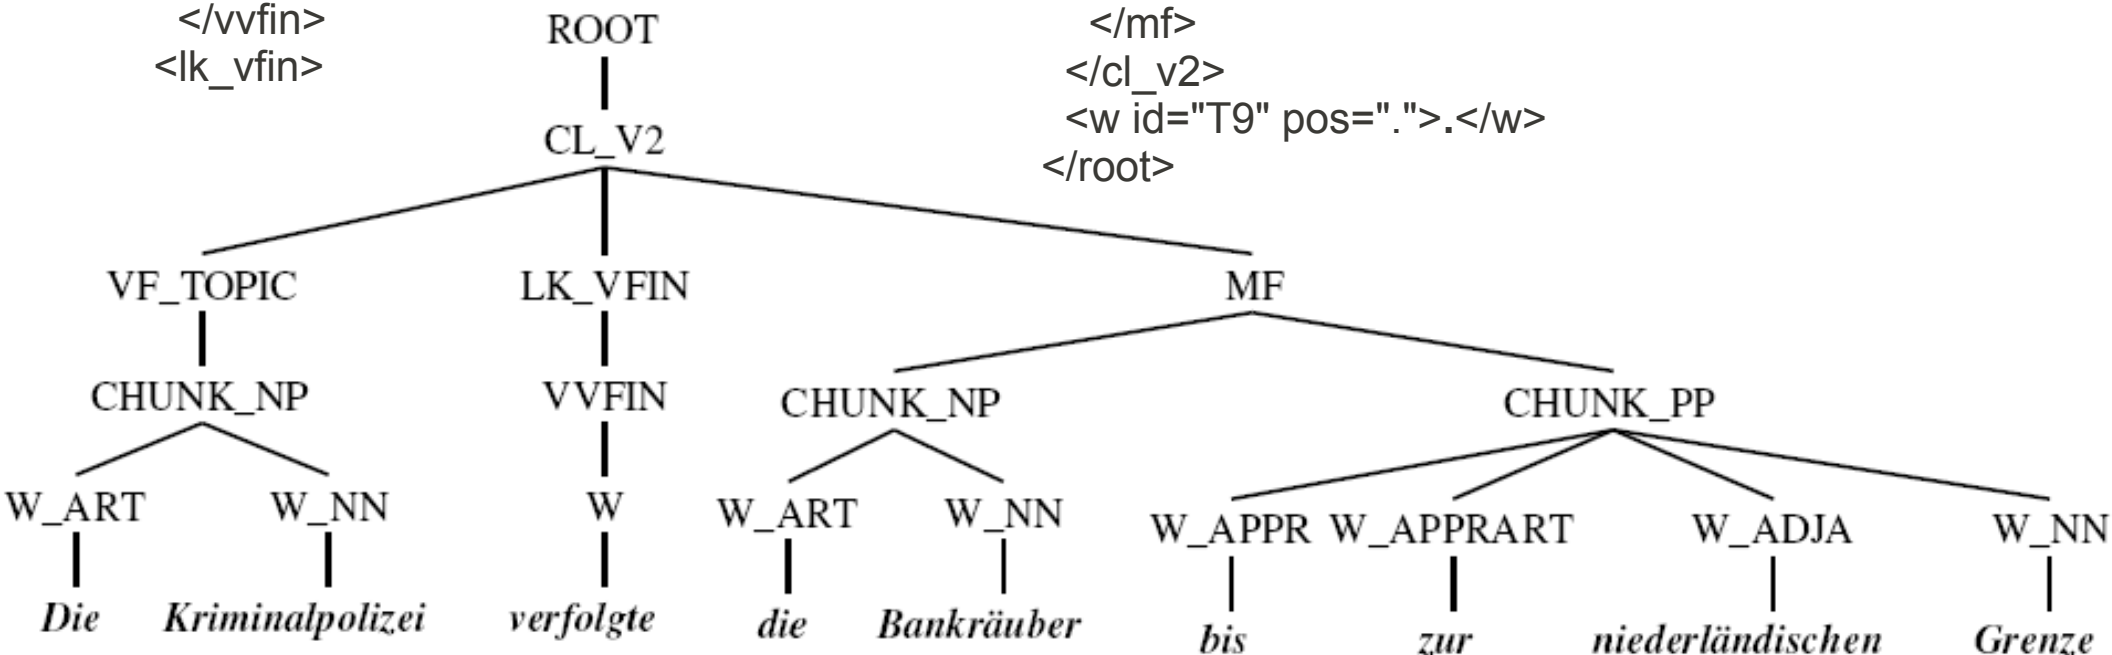 </vvfin>
<lk_vfin>
</mf>
</cl_v2>
<w id="T9" pos=".">.</w>
</root>
ROOT
CL_V2
VF_TOPIC LK_VFIN MF
CHUNK_NP VVFIN CHUNK_NP CHUNK_PP
W_ART W_NN W W_ART W_NN W_APPR W_APPRART W_ADJA W_NN
Die Kriminalpolizei verfolgte die Bankräuber bis zur niederländischen Grenze